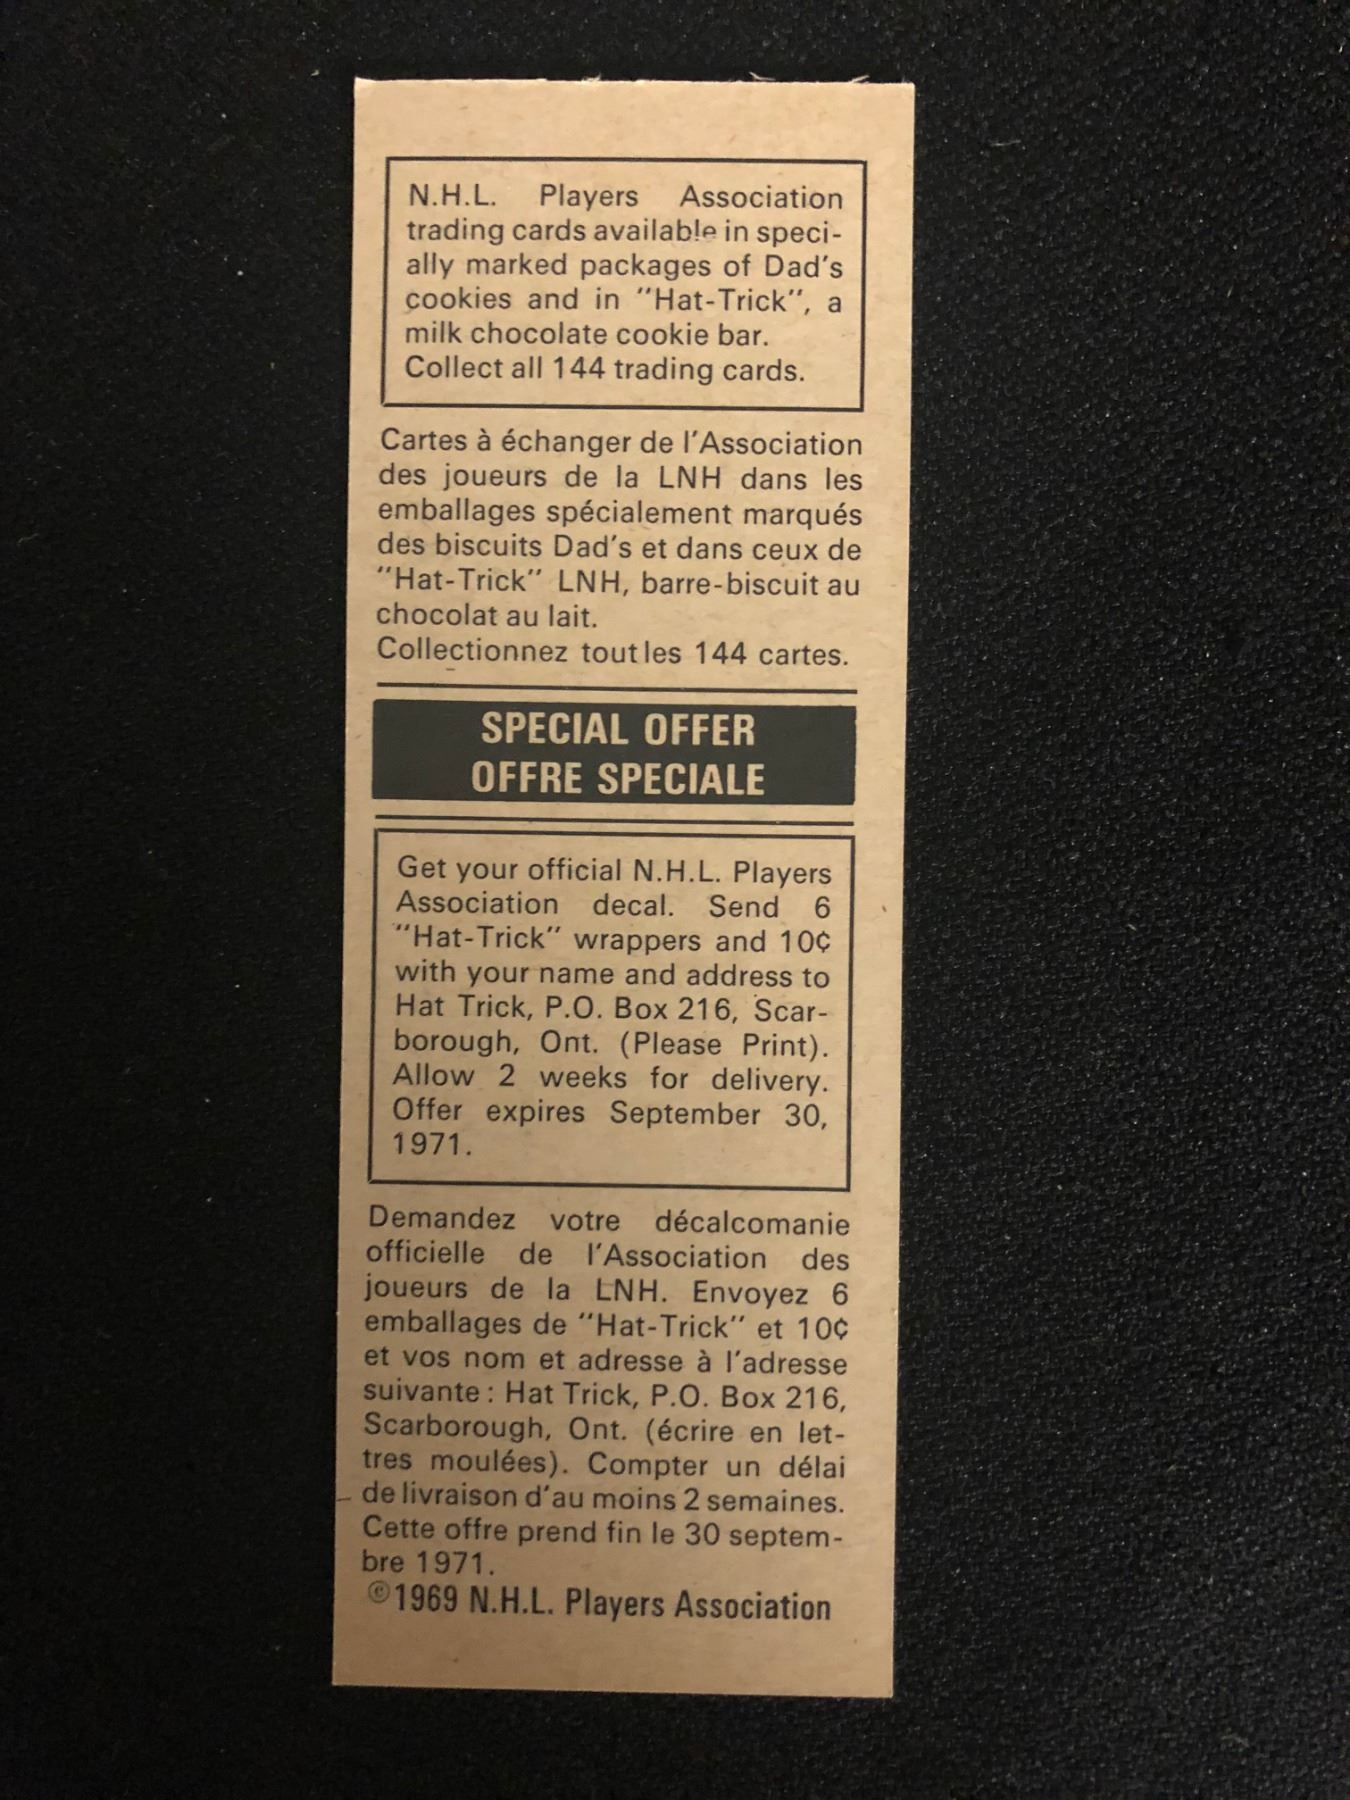 N.H.L. Players Association
trading cards available in speci-
ally marked packages of Dad's
cookies and in "Hat-Trick", a
milk chocolate cookie bar.
Collect all 144 trading cards.
Cartes à échanger de l'Association
des joueurs de la LNH dans les
emballages spécialement marqués
des biscuits Dad's et dans ceux de
"Hat-Trick" LNH, barre-biscuit au
chocolat au lait.
Collectionnez tout les 144 cartes.
SPECIAL OFFER
OFFRE SPECIALE
Get your official N.H.L. Players
Association decal. Send 6
"Hat-Trick" wrappers and 10¢
with your name and address to
Hat Trick, P.O. Box 216, Scar-
borough, Ont. (Please Print).
Allow 2 weeks for delivery.
Offer expires September 30,
1971.
Demandez votre décalcomanie
officielle de l'Association des
joueurs de la LNH. Envoyez 6
emballages de "Hat-Trick" et 10¢
et vos nom et adresse à l'adresse
suivante : Hat Trick, P.O. Box 216,
Scarborough, Ont. (écrire en let-
tres moulées). Compter un délai
de livraison d'au moins 2 semaines.
Cette offre prend fin le 30 septem-
bre 1971.
©1969 N.H.L. Players Association